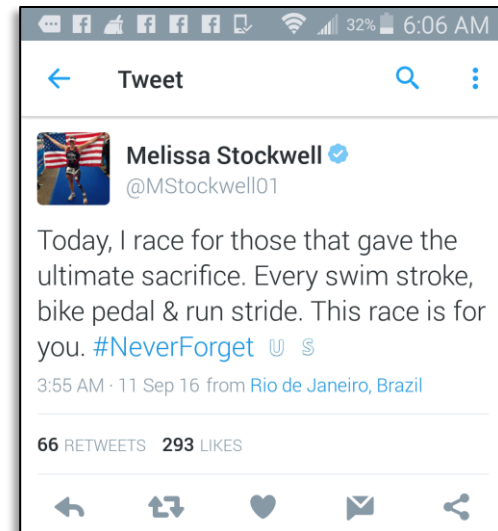 32% 6:06 AM
Tweet
Melissa Stockwell
@MStockwell01
Today, I race for those that gave the
ultimate sacrifice. Every swim stroke,
bike pedal & run stride. This race is for
you. #NeverForget U S
3:55 AM · 11 Sep 16 from Rio de Janeiro, Brazil
66 RETWEETS 293 LIKES